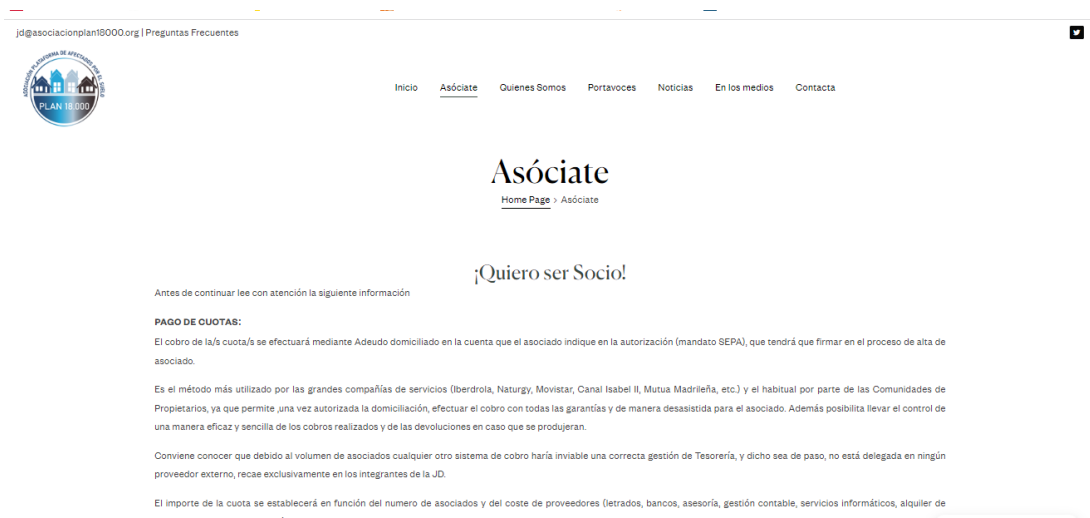 jd@asociacionplan18000.org | Preguntas Frecuentes
ASOCIACIÓN PLATAFORMA DE AFECTADOS POR EL SUELO
PLAN 18.000
Inicio Asóciate Quienes Somos Portavoces Noticias En los medios Contacta
Asóciate
Home Page > Asóciate
¡Quiero ser Socio!
Antes de continuar lee con atención la siguiente información
PAGO DE CUOTAS:
El cobro de la/s cuota/s se efectuará mediante Adeudo domiciliado en la cuenta que el asociado indique en la autorización (mandato SEPA), que tendrá que firmar en el proceso de alta de
asociado.
Es el método más utilizado por las grandes compañías de servicios (Iberdrola, Naturgy, Movistar, Canal Isabel II, Mutua Madrileña, etc.) y el habitual por parte de las Comunidades de
Propietarios, ya que permite ,una vez autorizada la domiciliación, efectuar el cobro con todas las garantías y de manera desasistida para el asociado. Además posibilita llevar el control de
una manera eficaz y sencilla de los cobros realizados y de las devoluciones en caso que se produjeran.
Conviene conocer que debido al volumen de asociados cualquier otro sistema de cobro haría inviable una correcta gestión de Tesorería, y dicho sea de paso, no está delegada en ningún
proveedor externo, recae exclusivamente en los integrantes de la JD.
El importe de la cuota se establecerá en función del numero de asociados y del coste de proveedores (letrados, bancos, asesoría, gestión contable, servicios informáticos, alquiler de